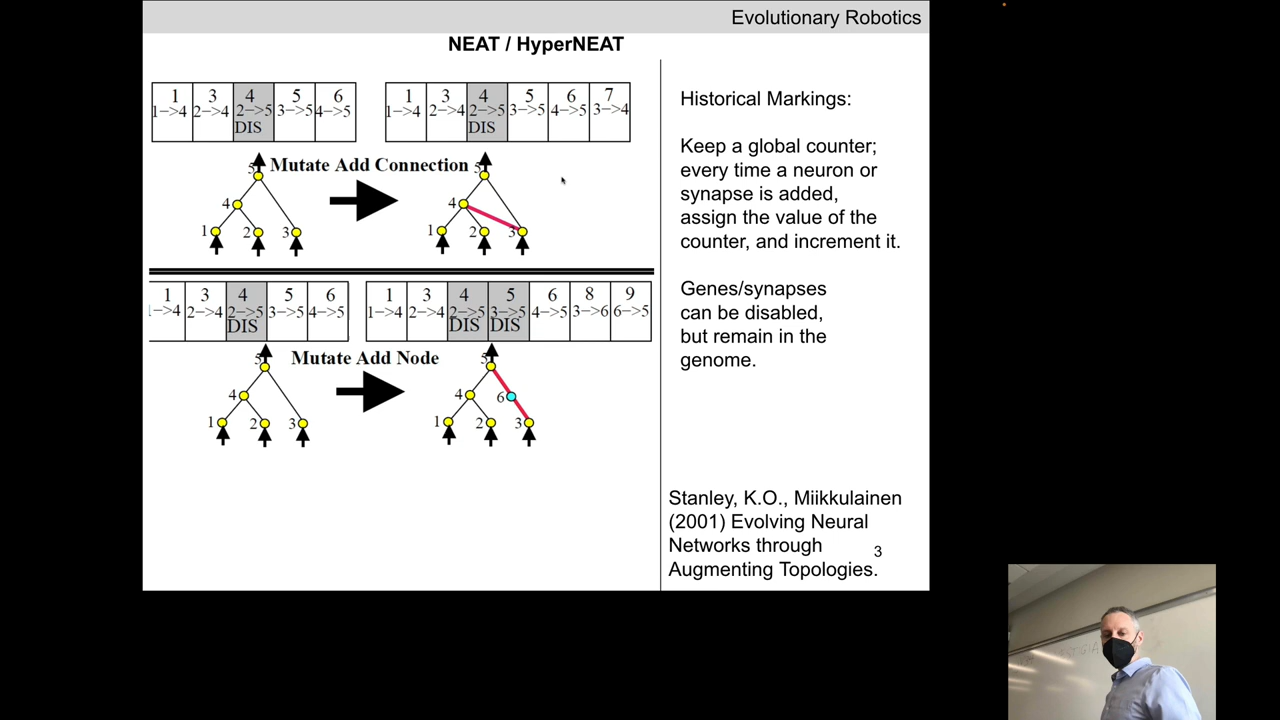 Evolutionary Robotics
NEAT / HyperNEAT
1 3 4 5 6
1->4 2->4 2->5 3->5 4->5
DIS
1 3 4 5 6 7
1->4 2->4 2->5 3->5 4->5 3->4
DIS
Mutate Add Connection
5
4
1 2 3
5
4
1 2 3
1 3 4 5 6
1->4 2->4 2->5 3->5 4->5
DIS
1 3 4 5 6 8 9
1->4 2->4 2->5 3->5 4->5 3->6 6->5
DIS DIS
Mutate Add Node
5
4
1 2 3
5
4 6
1 2 3
Historical Markings:
Keep a global counter;
every time a neuron or
synapse is added,
assign the value of the
counter, and increment it.
Genes/synapses
can be disabled,
but remain in the
genome.
Stanley, K.O., Miikkulainen
(2001) Evolving Neural
Networks through
Augmenting Topologies.
3